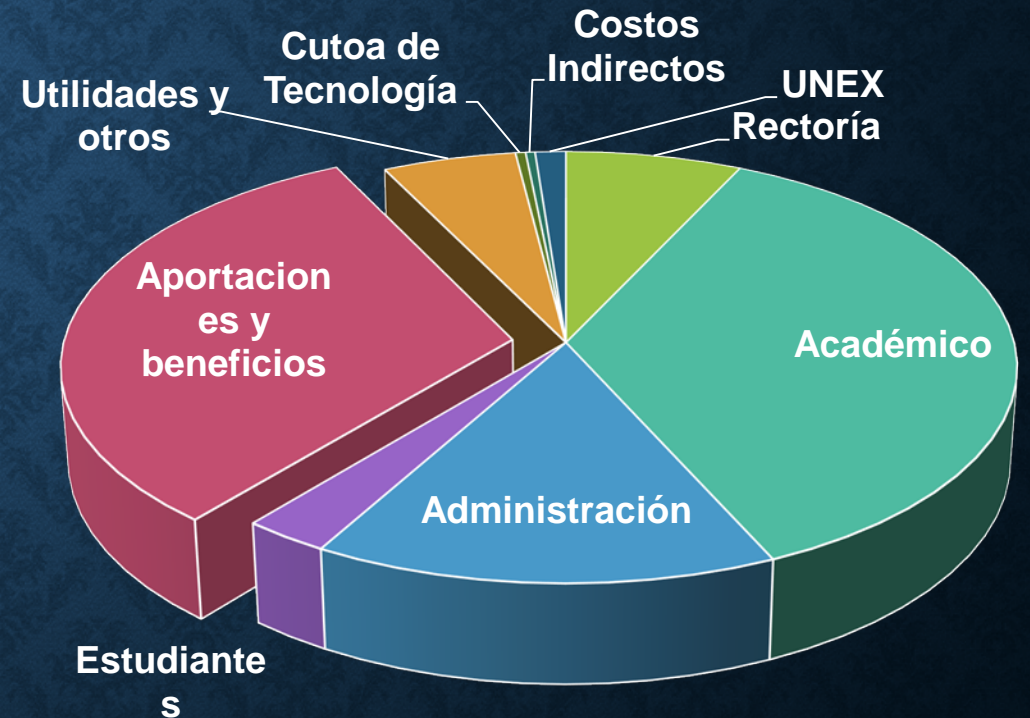 Costos
Indirectos
Cutoa de
Tecnología
UNEX
Utilidades y
otros
Rectoría
Aportacion
es y
beneficios
Académico
Administración
Estudiante
s